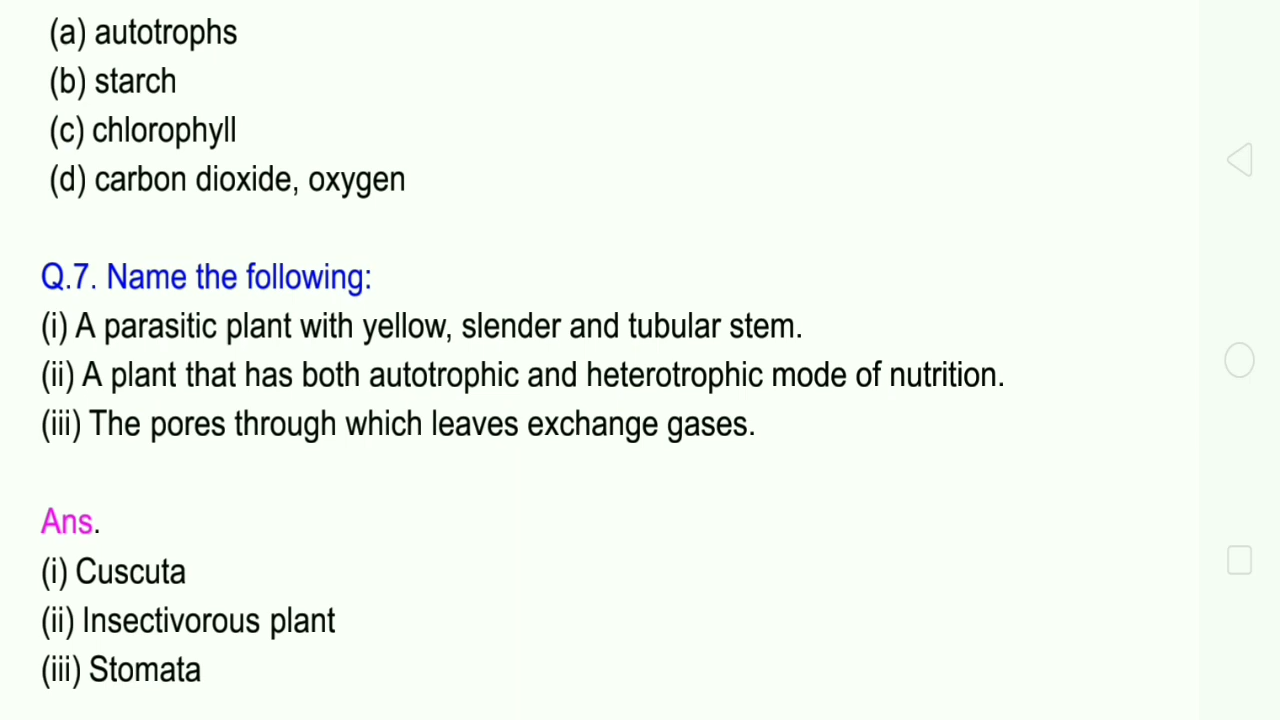 (a) autotrophs
(b) starch
(c) chlorophyll
(d) carbon dioxide, oxygen
Q.7. Name the following:
(i) A parasitic plant with yellow, slender and tubular stem.
(ii) A plant that has both autotrophic and heterotrophic mode of nutrition.
(iii) The pores through which leaves exchange gases.
Ans.
(i) Cuscuta
(ii) Insectivorous plant
(iii) Stomata